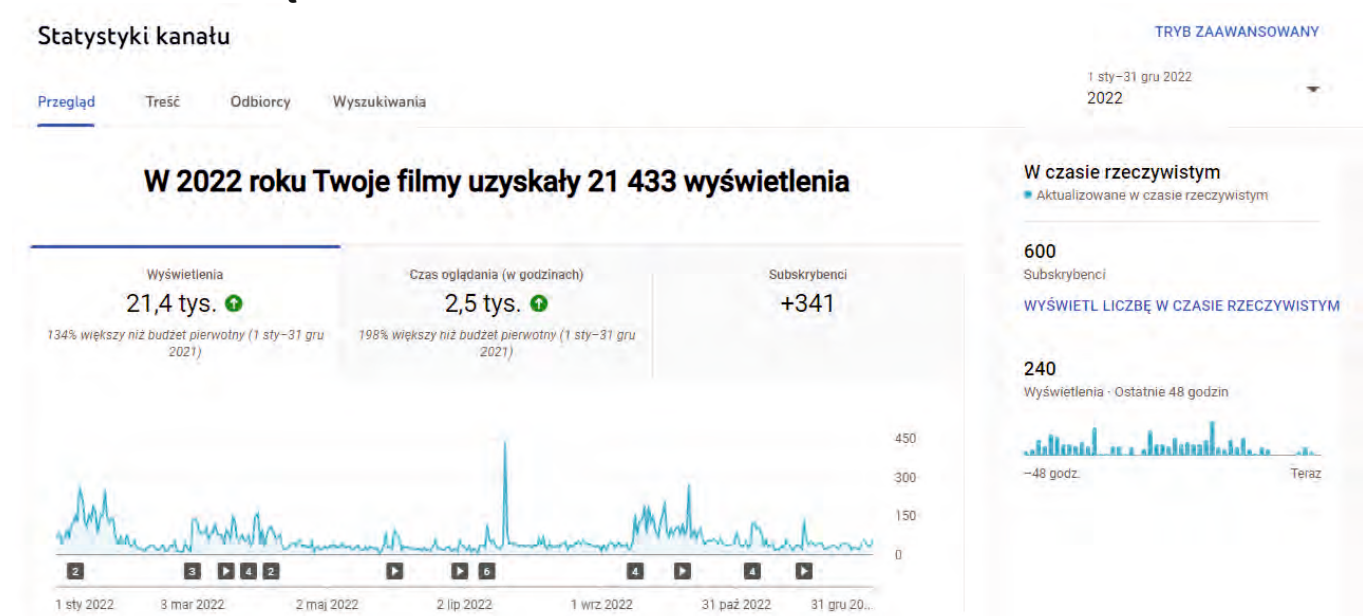 Statystyki kanału
TRYB ZAAWANSOWANY
1 sty–31 gru 2022
2022
Przegląd
Treść
Odbiorcy
Wyszukiwania
W 2022 roku Twoje filmy uzyskały 21 433 wyświetlenia
Wyświetlenia
21,4 tys.
134% większy niż budżet pierwotny (1 sty–31 gru
2021)
Czas oglądania (w godzinach)
2,5 tys.
198% większy niż budżet pierwotny (1 sty–31 gru
2021)
Subskrybenci
+341
450
300
150
0
2
3
4
2
6
4
4
1 sty 2022
3 mar 2022
2 maj 2022
2 lip 2022
1 wrz 2022
31 paź 2022
31 gru 20...
W czasie rzeczywistym
Aktualizowane w czasie rzeczywistym
600
Subskrybenci
WYŚWIETL LICZBĘ W CZASIE RZECZYWISTYM
240
Wyświetlenia · Ostatnie 48 godzin
–48 godz.
Teraz